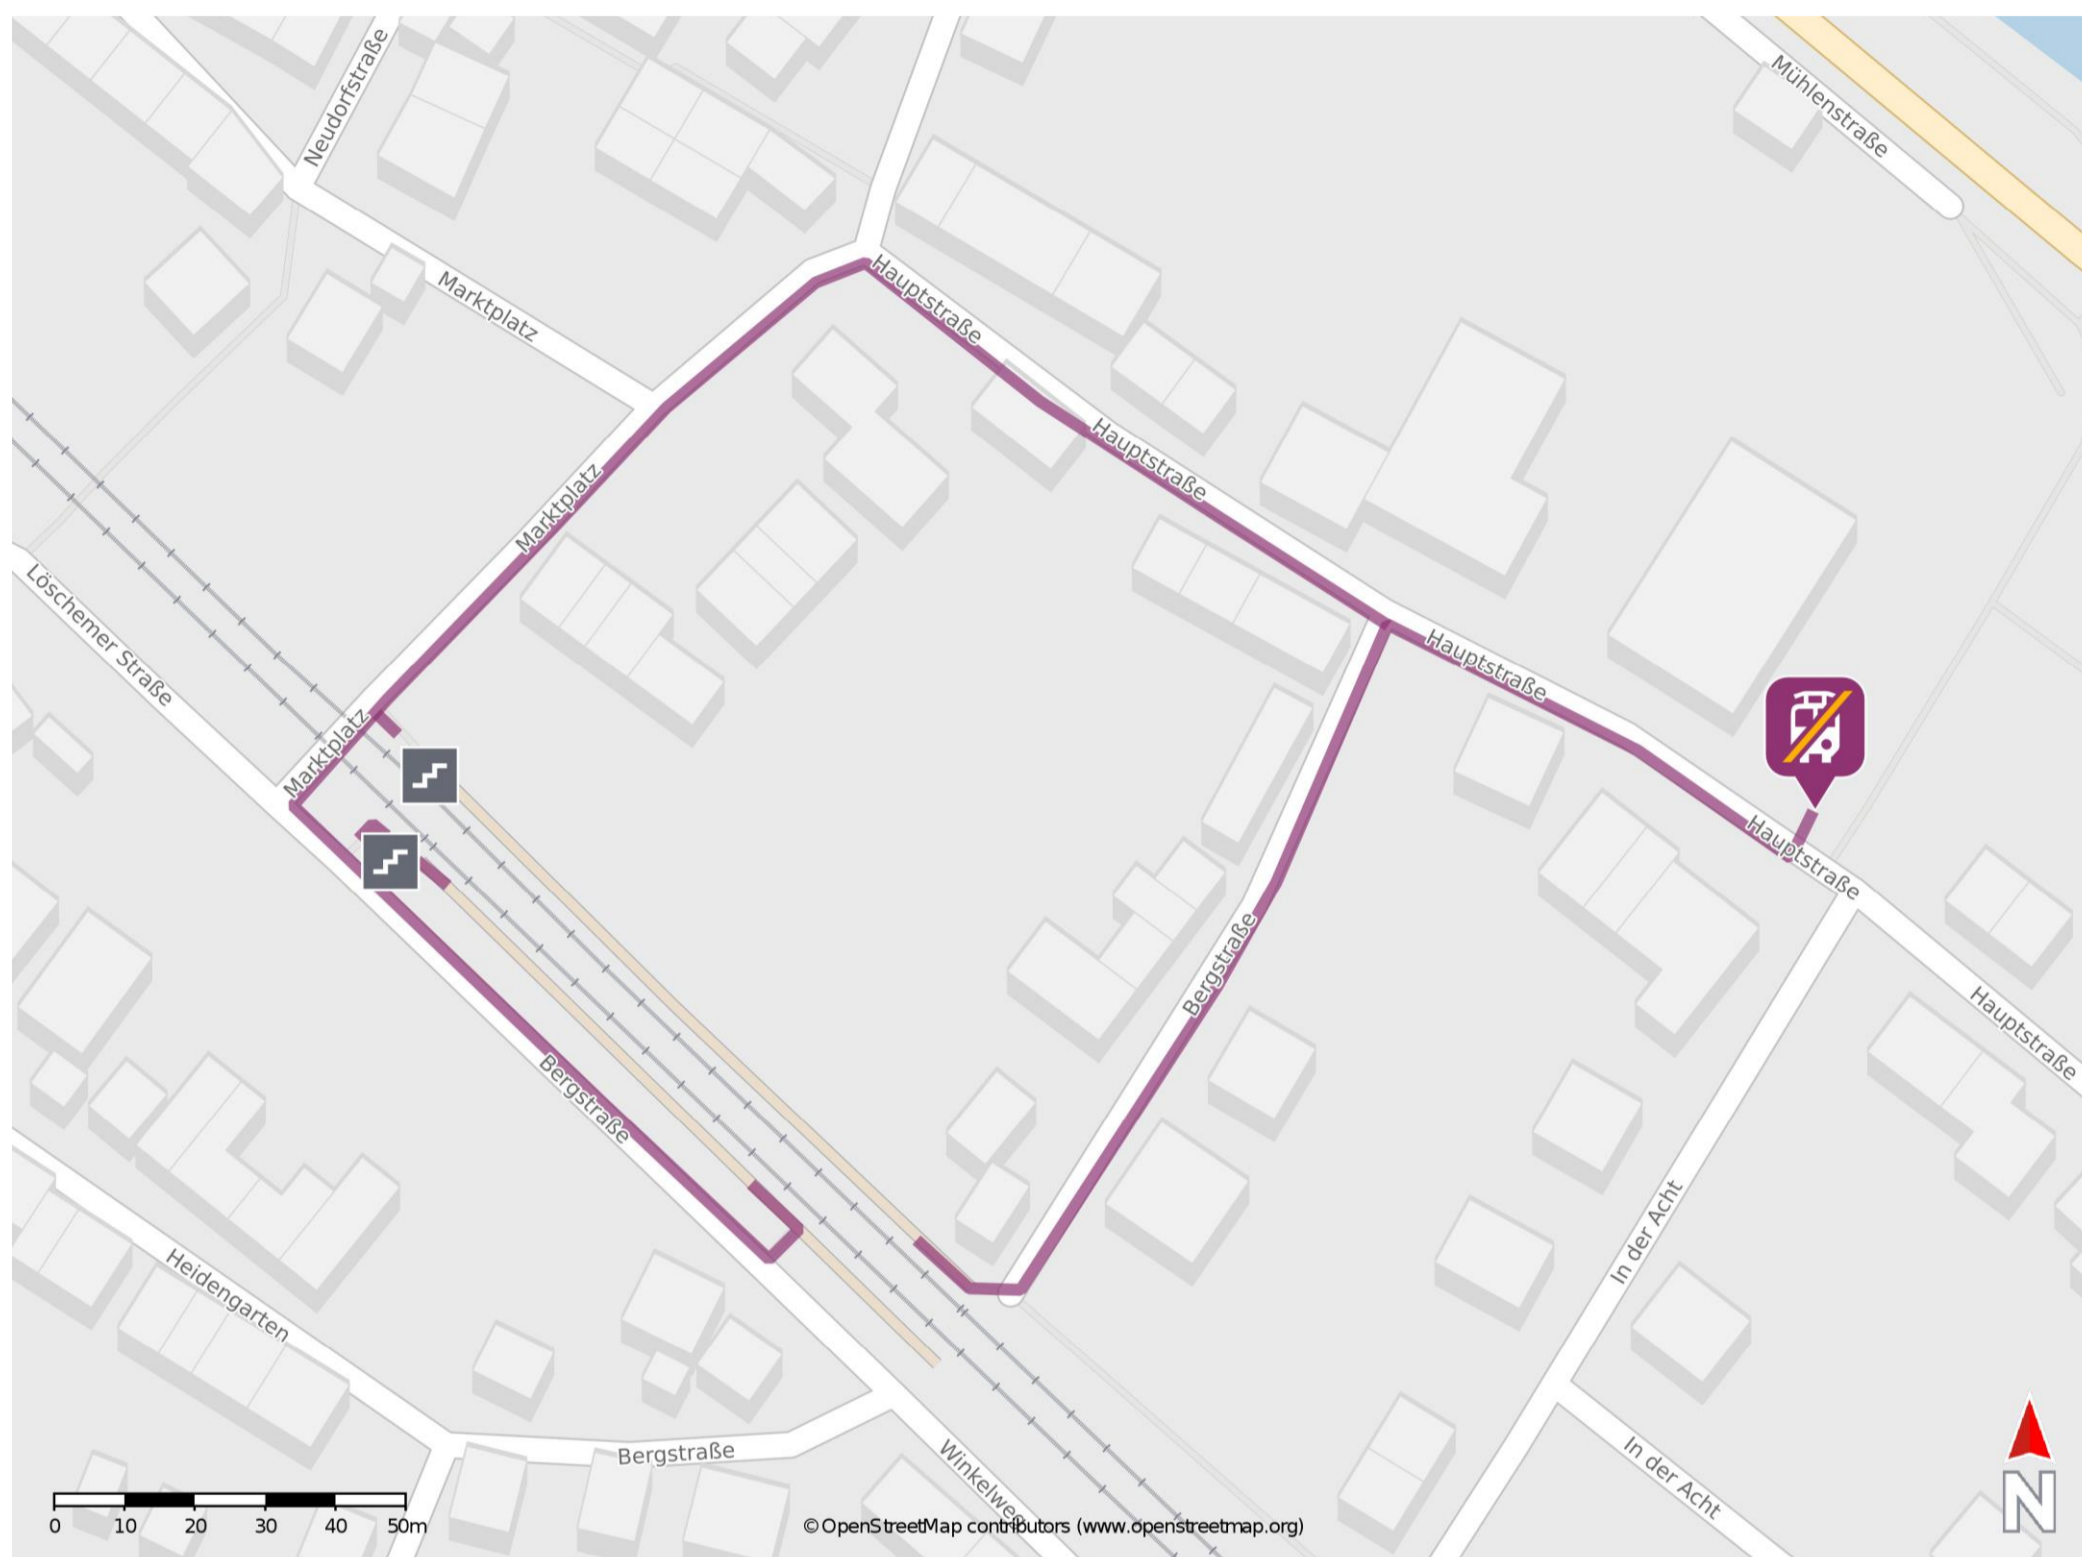 Neudorfstraße
Mühlenstraße
Marktplatz
Hauptstraße
Hauptstraße
Marktplatz
Löschemer Straße
Hauptstraße
Marktplatz
Hauptstraße
Bergstraße
Hauptstraße
Bergstraße
In der Acht
Heidengarten
Bergstraße
Winkelweg
In der Acht
N
0 10 20 30 40 50m
© OpenStreetMap contributors (www.openstreetmap.org)